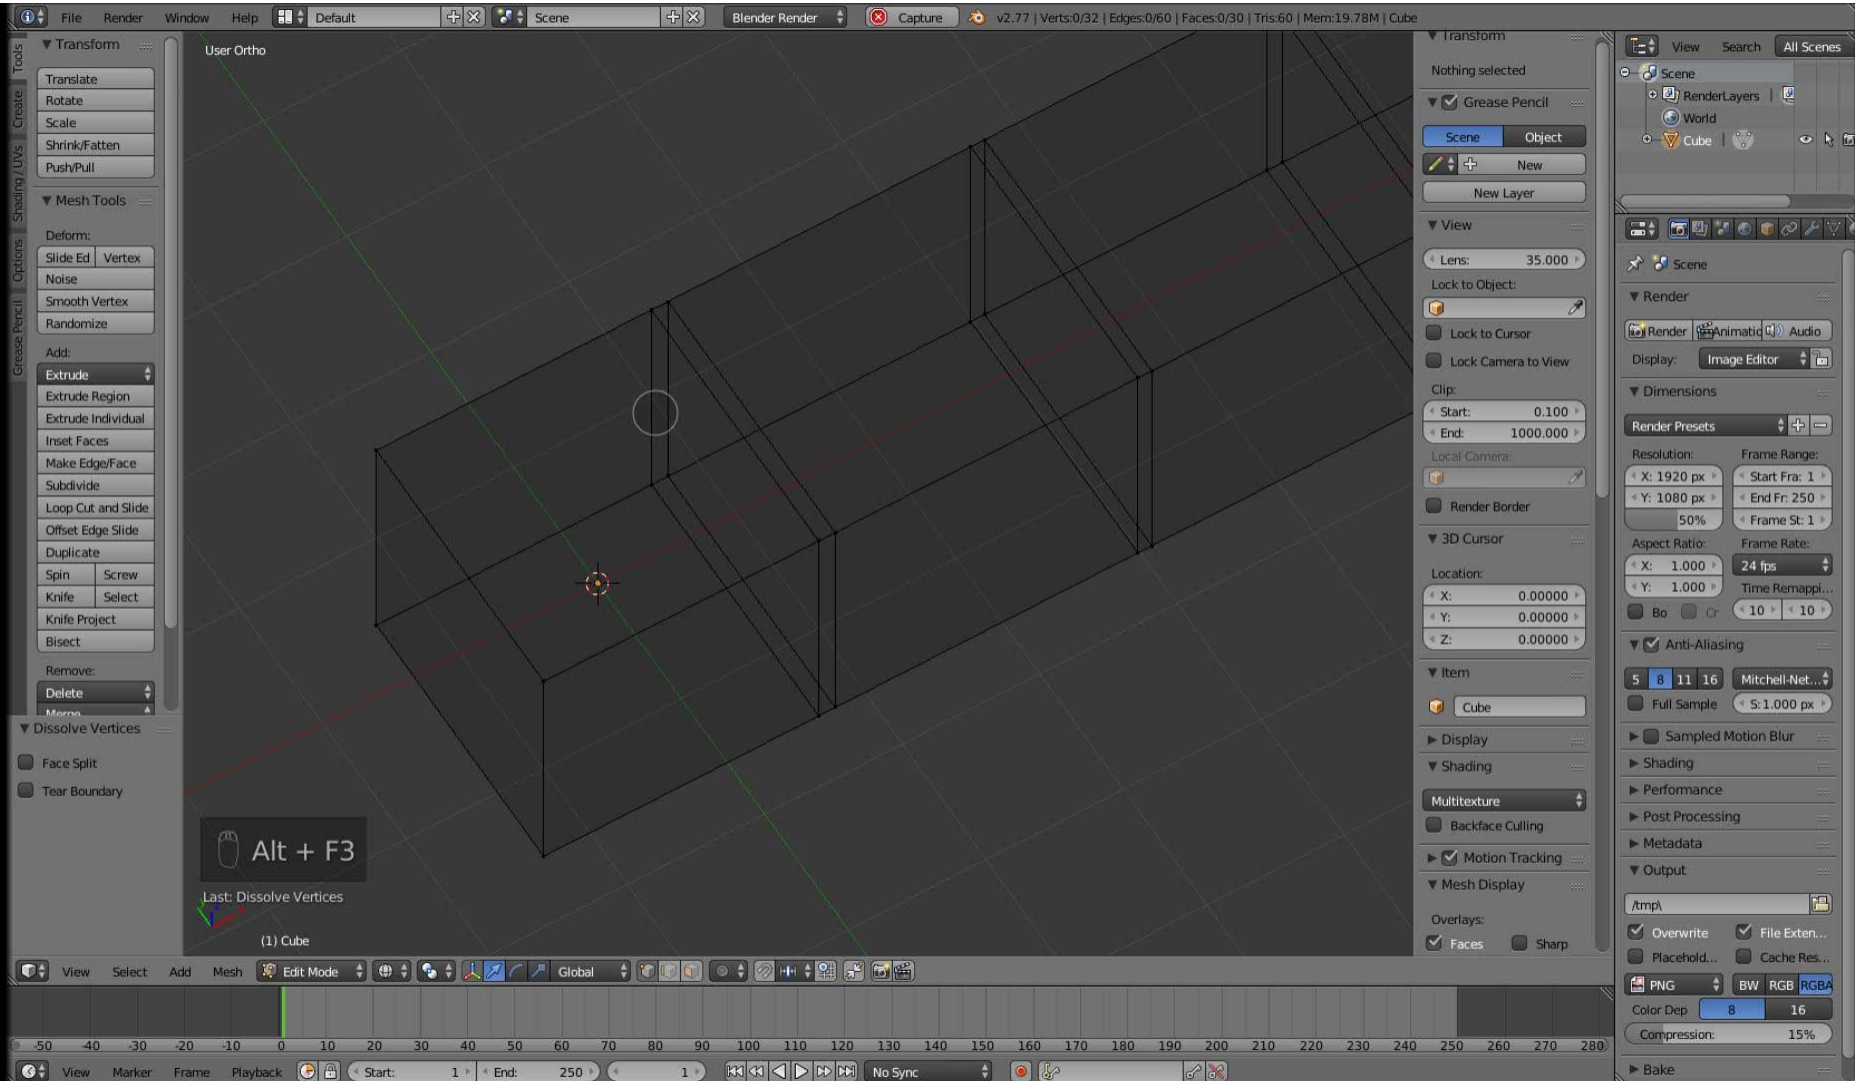 File Render Window Help Default Scene Blender Render Capture v2.77 | Verts:0/32 | Edges:0/60 | Faces:0/30 | Tris:60 | Mem:19.78M | Cube
Tools
Create
Shading / UVs
Options
Grease Pencil
Transform
Translate
Rotate
Scale
Shrink/Fatten
Push/Pull
Mesh Tools
Deform:
Slide Ed Vertex
Noise
Smooth Vertex
Randomize
Add:
Extrude
Extrude Region
Extrude Individual
Inset Faces
Make Edge/Face
Subdivide
Loop Cut and Slide
Offset Edge Slide
Duplicate
Spin Screw
Knife Select
Knife Project
Bisect
Remove:
Delete
Merge
Dissolve Vertices
Face Split
Tear Boundary
User Ortho
Alt + F3
Last: Dissolve Vertices
(1) Cube
Transform
Nothing selected
Grease Pencil
Scene Object
New
New Layer
View
Lens: 35.000
Lock to Object:
Lock to Cursor
Lock Camera to View
Clip:
Start: 0.100
End: 1000.000
Local Camera:
Render Border
3D Cursor
Location:
X: 0.00000
Y: 0.00000
Z: 0.00000
Item
Cube
Display
Shading
Multitexture
Backface Culling
Motion Tracking
Mesh Display
Overlays:
Faces Sharp
View Search All Scenes
Scene
RenderLayers |
World
Cube |
Scene
Render
Render Animatic Audio
Display: Image Editor
Dimensions
Render Presets
Resolution: Frame Range:
X: 1920 px Start Fra: 1
Y: 1080 px End Fr: 250
50% Frame St: 1
Aspect Ratio: Frame Rate:
X: 1.000 24 fps
Y: 1.000 Time Remappi...
Bo Cr 10 10
Anti-Aliasing
5 8 11 16 Mitchell-Net...
Full Sample S:1.000 px
Sampled Motion Blur
Shading
Performance
Post Processing
Metadata
Output
/tmp\
Overwrite File Exten...
Placehold... Cache Res...
PNG BW RGB RGBA
Color Dep 8 16
Compression: 15%
Bake
View Select Add Mesh Edit Mode Global
-50 -40 -30 -20 -10 0 10 20 30 40 50 60 70 80 90 100 110 120 130 140 150 160 170 180 190 200 210 220 230 240 250 260 270 280
View Marker Frame Playback Start: 1 End: 250 1 No Sync